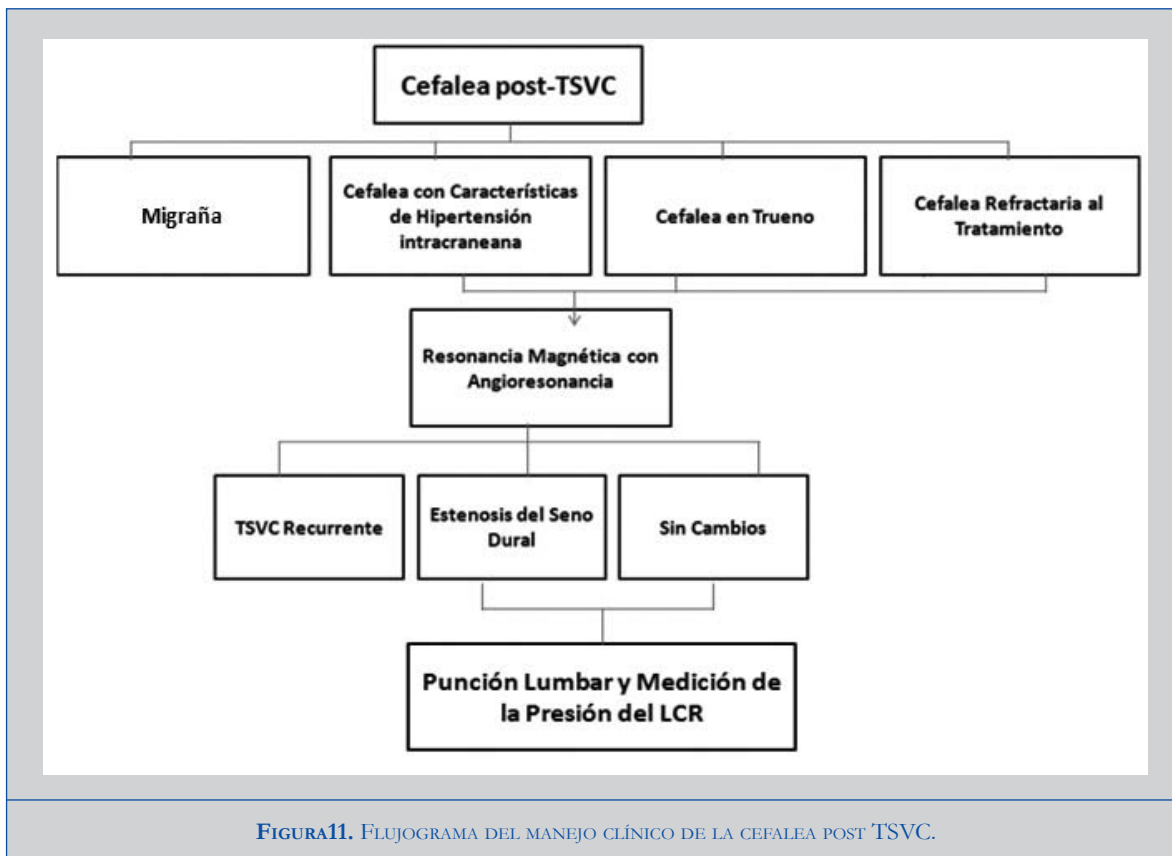 Cefalea post-TSVC
Migraña
Cefalea con Características
de Hipertensión
intracraneana
Cefalea en Trueno
Cefalea Refractaria al
Tratamiento
Resonancia Magnética con
Angioresonancia
TSVC Recurrente
Estenosis del Seno
Dural
Sin Cambios
Punción Lumbar y Medición de
la Presión del LCR
FIGURA11. FLUJOGRAMA DEL MANEJO CLÍNICO DE LA CEFALEA POST TSVC.